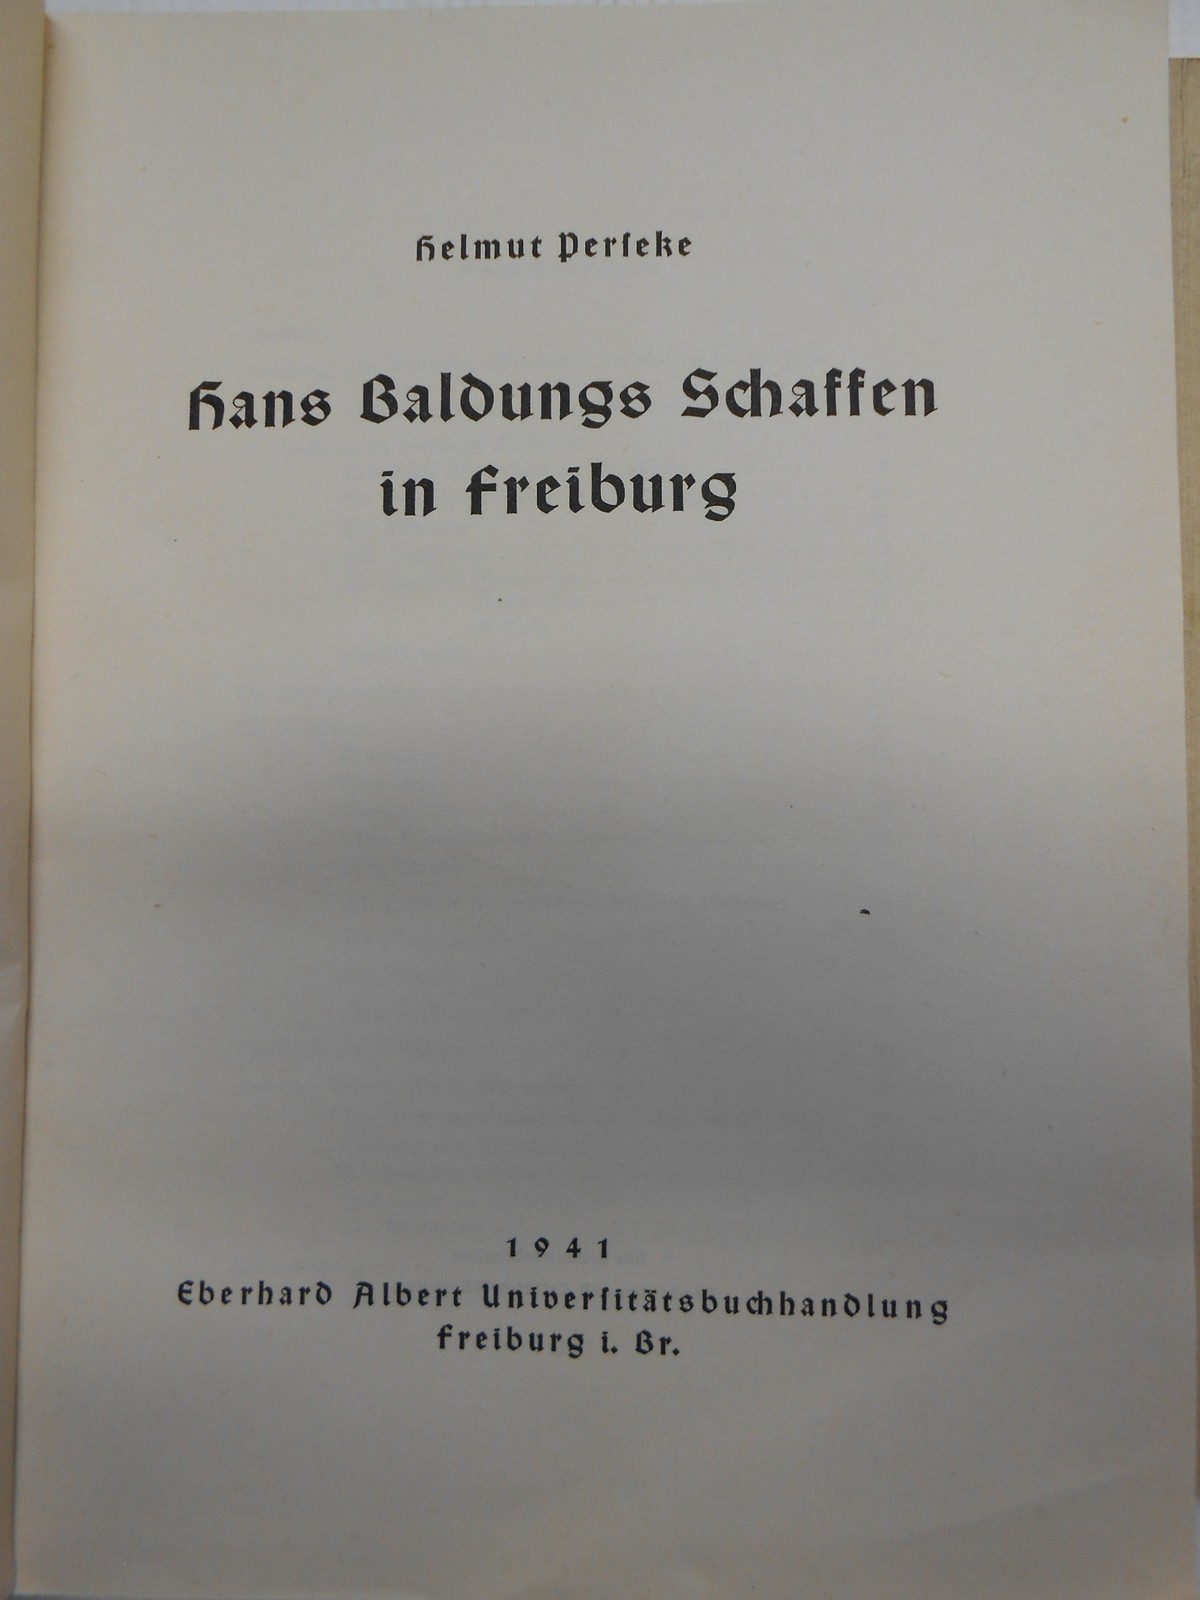 Helmut Perſeke
Hans Baldungs Schaffen
in Freiburg
1941
Eberhard Albert Univerſitätsbuchhandlung
Freiburg i. Br.